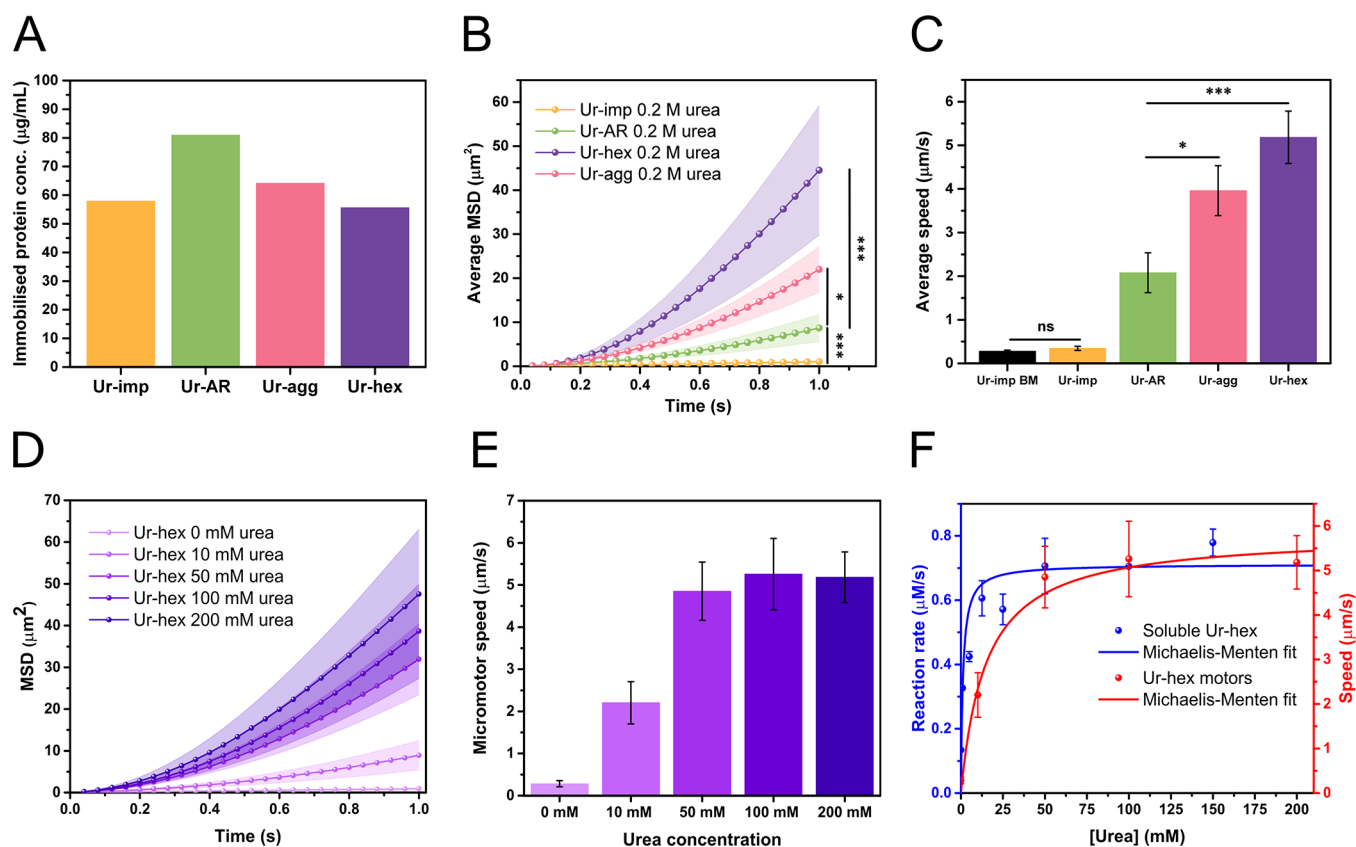 A
Immobilised protein conc. (μg/mL)
100
90
80
70
60
50
40
30
20
10
0
Ur-imp
Ur-AR
Ur-agg
Ur-hex
B
Average MSD (μm²)
60
50
40
30
20
10
0
Ur-imp 0.2 M urea
Ur-AR 0.2 M urea
Ur-hex 0.2 M urea
Ur-agg 0.2 M urea
***
*
***
0.0
0.2
0.4
0.6
0.8
1.0
Time (s)
C
Average speed (μm/s)
6
5
4
3
2
1
0
ns
*
***
Ur-imp BM
Ur-imp
Ur-AR
Ur-agg
Ur-hex
D
MSD (μm²)
70
60
50
40
30
20
10
0
Ur-hex 0 mM urea
Ur-hex 10 mM urea
Ur-hex 50 mM urea
Ur-hex 100 mM urea
Ur-hex 200 mM urea
0.0
0.2
0.4
0.6
0.8
1.0
Time (s)
E
Micromotor speed (μm/s)
7
6
5
4
3
2
1
0
0 mM
10 mM
50 mM
100 mM
200 mM
Urea concentration
F
Reaction rate (μM/s)
0.8
0.6
0.4
0.2
0.0
Soluble Ur-hex
Michaelis-Menten fit
Ur-hex motors
Michaelis-Menten fit
6
5
4
3
2
1
0
Speed (μm/s)
0
50
100
150
200
[Urea] (mM)